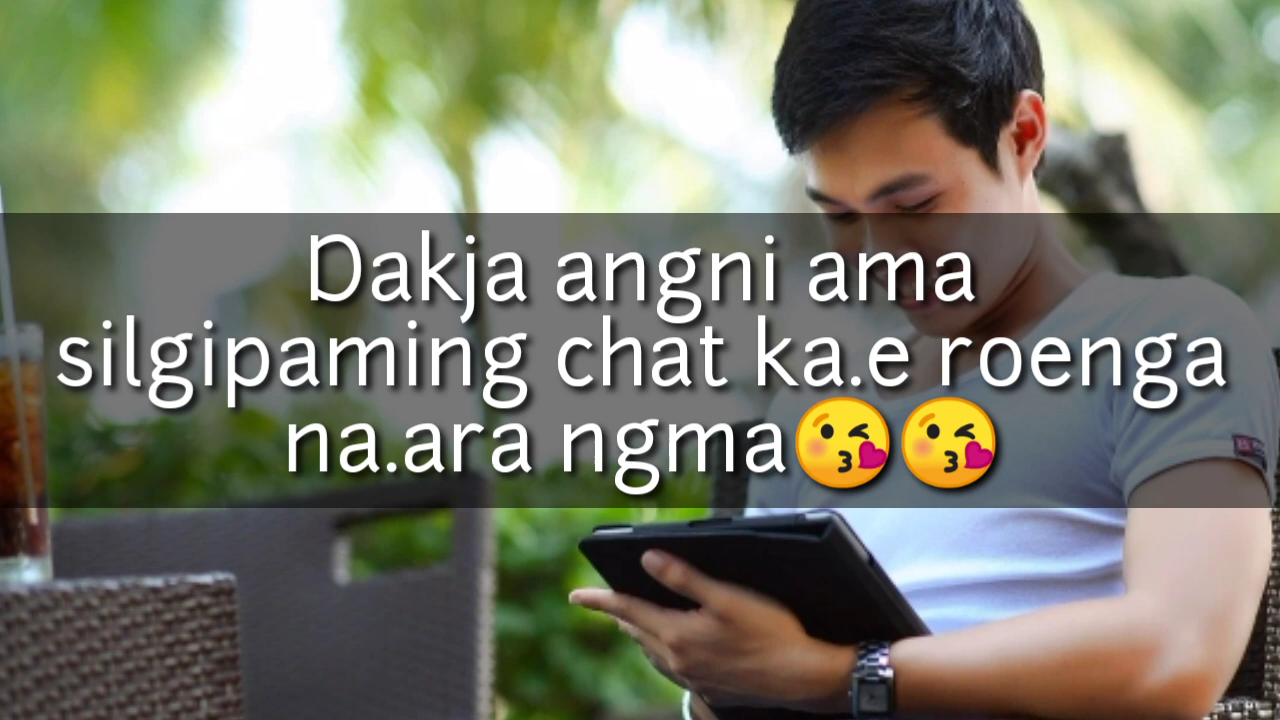 Dakja angni ama
silgipaming chat ka.e roenga
na.ara ngma😘😘